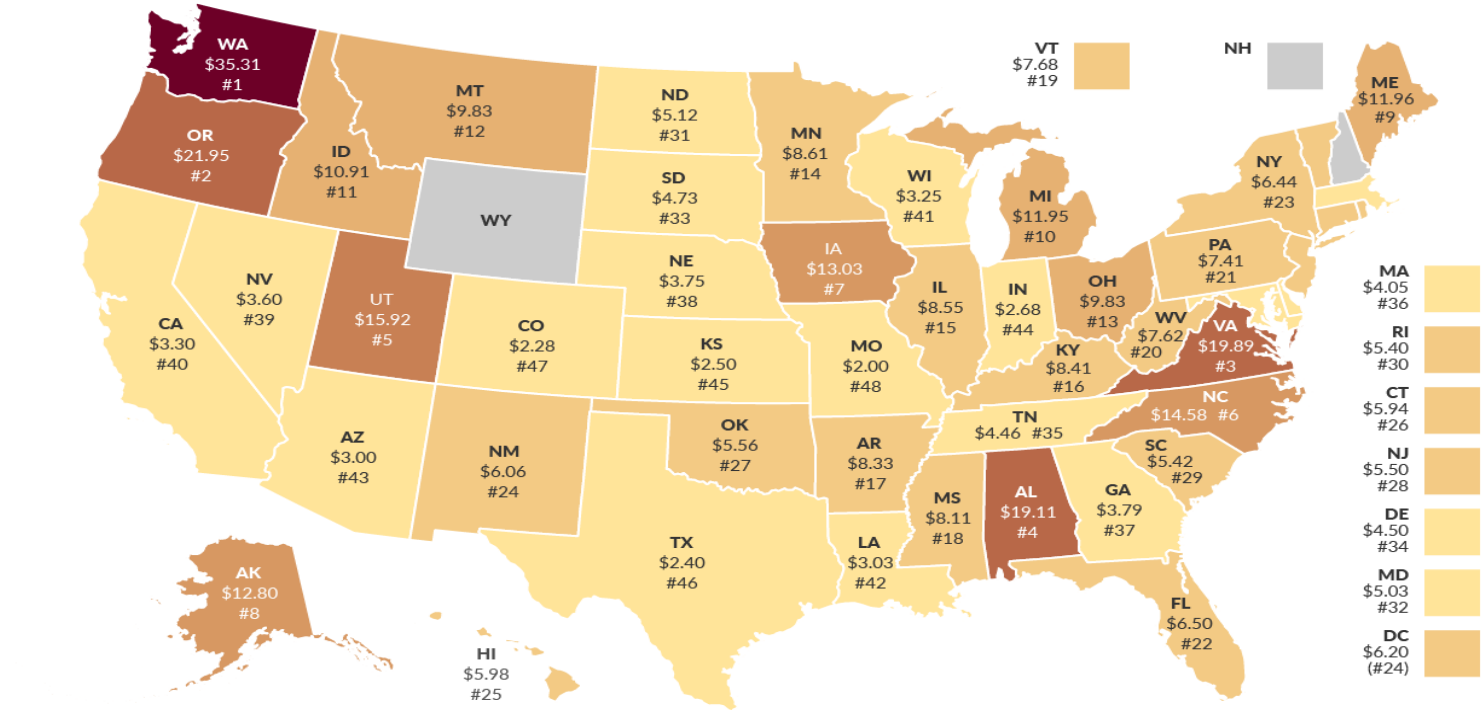 WA
$35.31
#1
OR
$21.95
#2
MT
$9.83
#12
ID
$10.91
#11
WY
ND
$5.12
#31
SD
$4.73
#33
MN
$8.61
#14
WI
$3.25
#41
MI
$11.95
#10
VT
$7.68
#19
NH
ME
$11.96
#9
NY
$6.44
#23
PA
$7.41
#21
NV
$3.60
#39
UT
$15.92
#5
CA
$3.30
#40
CO
$2.28
#47
NE
$3.75
#38
KS
$2.50
#45
IA
$13.03
#7
MO
$2.00
#48
IL
$8.55
#15
IN
$2.68
#44
OH
$9.83
#13
KY
$8.41
#16
WV
$7.62
#20
VA
$19.89
#3
NC
$14.58 #6
TN
$4.46 #35
SC
$5.42
#29
AZ
$3.00
#43
NM
$6.06
#24
OK
$5.56
#27
AR
$8.33
#17
TX
$2.40
#46
LA
$3.03
#42
MS
$8.11
#18
AL
$19.11
#4
GA
$3.79
#37
FL
$6.50
#22
AK
$12.80
#8
HI
$5.98
#25
MA
$4.05
#36
RI
$5.40
#30
CT
$5.94
#26
NJ
$5.50
#28
DE
$4.50
#34
MD
$5.03
#32
DC
$6.20
(#24)